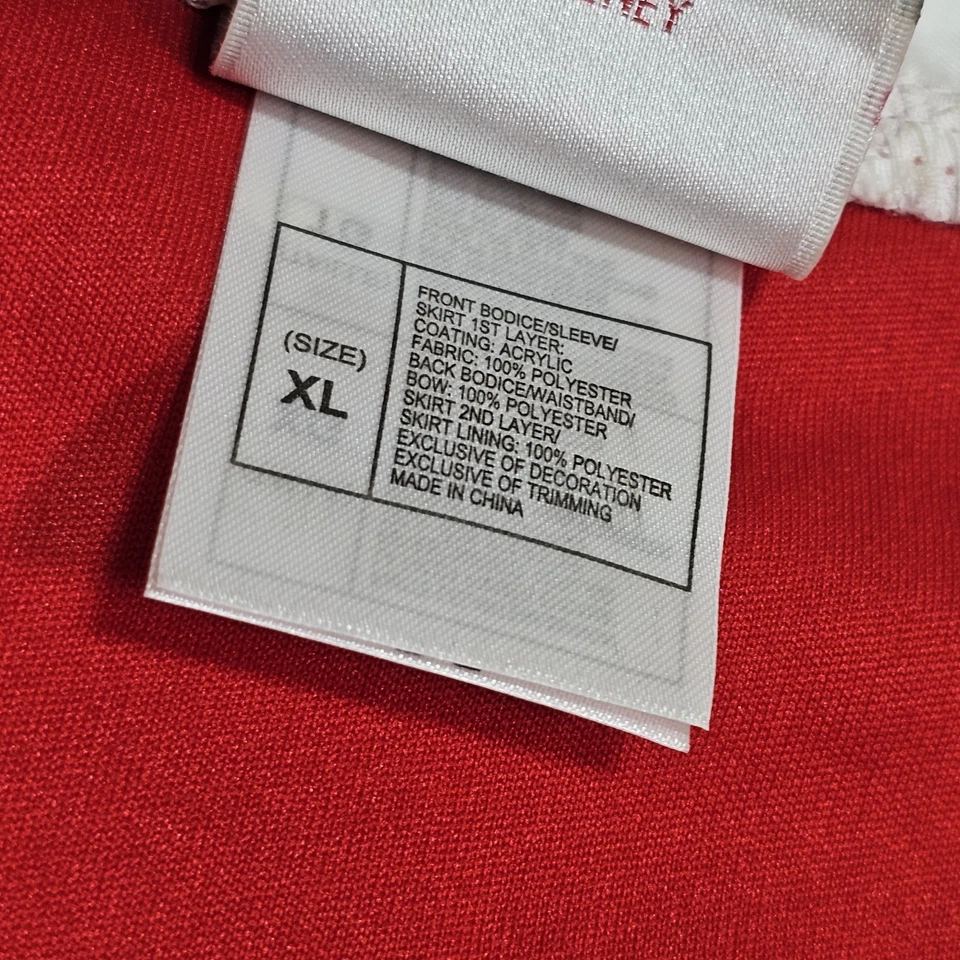 (SIZE)
XL
FRONT BODICE/SLEEVE/
SKIRT 1ST LAYER:
COATING: ACRYLIC
FABRIC: 100% POLYESTER
BACK BODICE/WAISTBAND/
BOW: 100% POLYESTER
SKIRT 2ND LAYER/
SKIRT LINING: 100% POLYESTER
EXCLUSIVE OF DECORATION
EXCLUSIVE OF TRIMMING
MADE IN CHINA